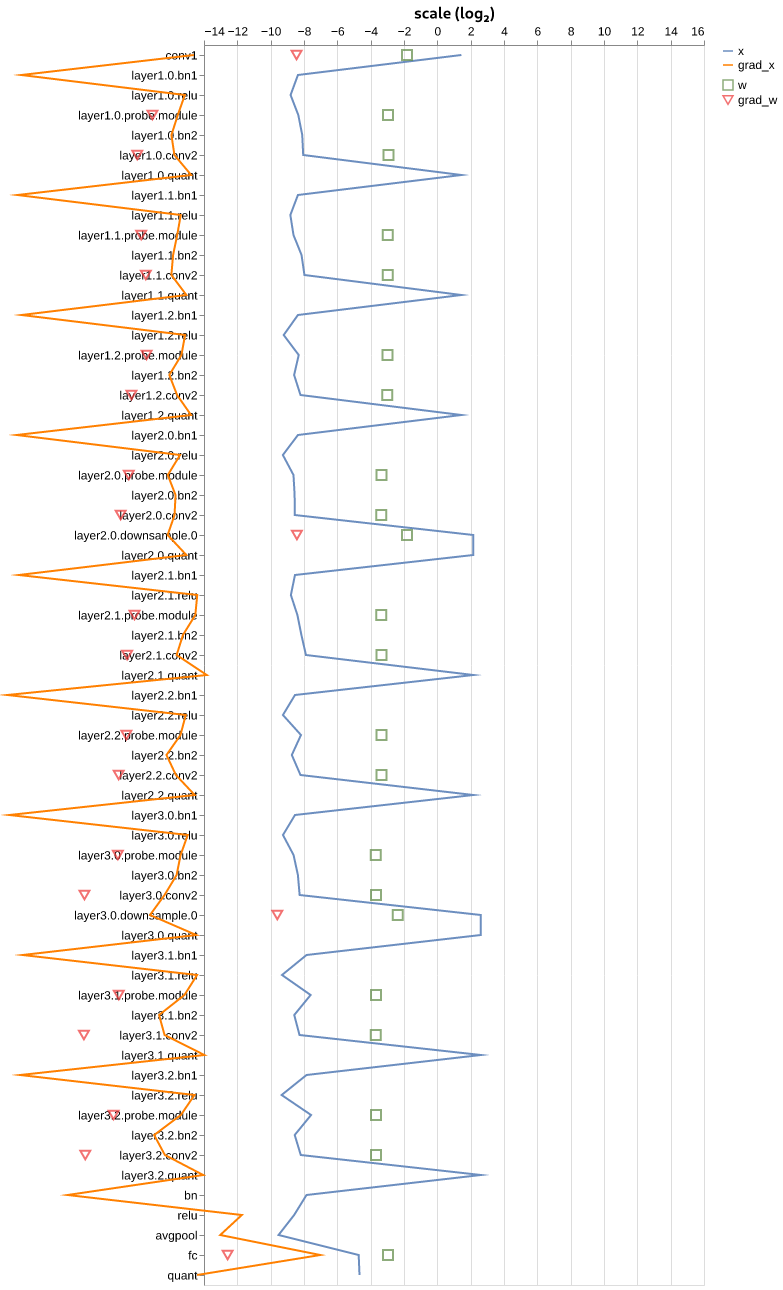 scale (log₂)
−14 −12 −10 −8 −6 −4 −2 0 2 4 6 8 10 12 14 16
x
grad_x
w
grad_w
conv1
layer1.0.bn1
layer1.0.relu
layer1.0.probe.module
layer1.0.bn2
layer1.0.conv2
layer1.0.quant
layer1.1.bn1
layer1.1.relu
layer1.1.probe.module
layer1.1.bn2
layer1.1.conv2
layer1.1.quant
layer1.2.bn1
layer1.2.relu
layer1.2.probe.module
layer1.2.bn2
layer1.2.conv2
layer1.2.quant
layer2.0.bn1
layer2.0.relu
layer2.0.probe.module
layer2.0.bn2
layer2.0.conv2
layer2.0.downsample.0
layer2.0.quant
layer2.1.bn1
layer2.1.relu
layer2.1.probe.module
layer2.1.bn2
layer2.1.conv2
layer2.1.quant
layer2.2.bn1
layer2.2.relu
layer2.2.probe.module
layer2.2.bn2
layer2.2.conv2
layer2.2.quant
layer3.0.bn1
layer3.0.relu
layer3.0.probe.module
layer3.0.bn2
layer3.0.conv2
layer3.0.downsample.0
layer3.0.quant
layer3.1.bn1
layer3.1.relu
layer3.1.probe.module
layer3.1.bn2
layer3.1.conv2
layer3.1.quant
layer3.2.bn1
layer3.2.relu
layer3.2.probe.module
layer3.2.bn2
layer3.2.conv2
layer3.2.quant
bn
relu
avgpool
fc
quant